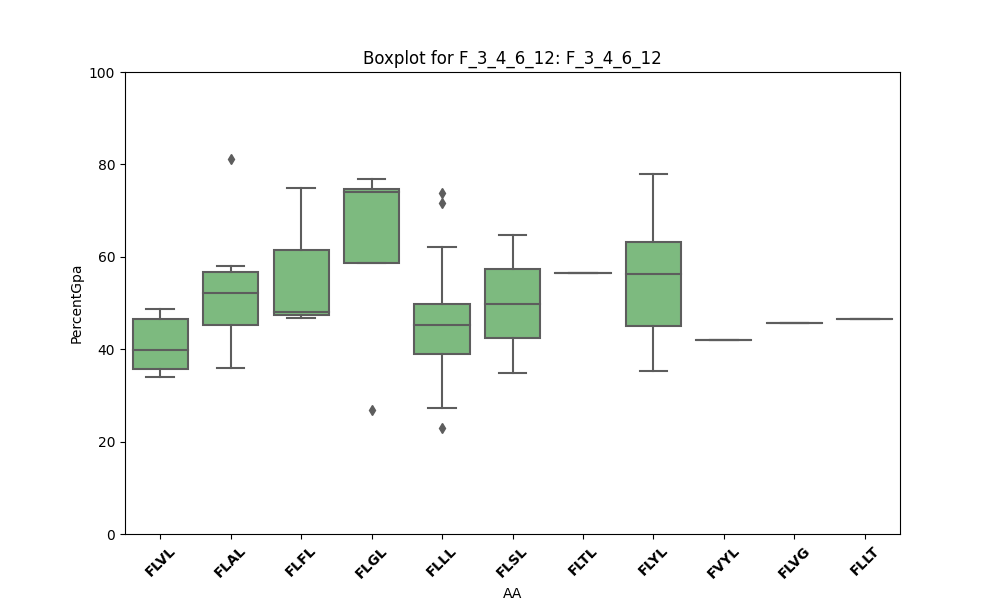 Boxplot for F_3_4_6_12: F_3_4_6_12
100
80
60
40
20
0
PercentGpa
FLVL FLAL FLFL FLGL FLLL FLSL FLTL FLYL FVYL FLVG FLLT
AA